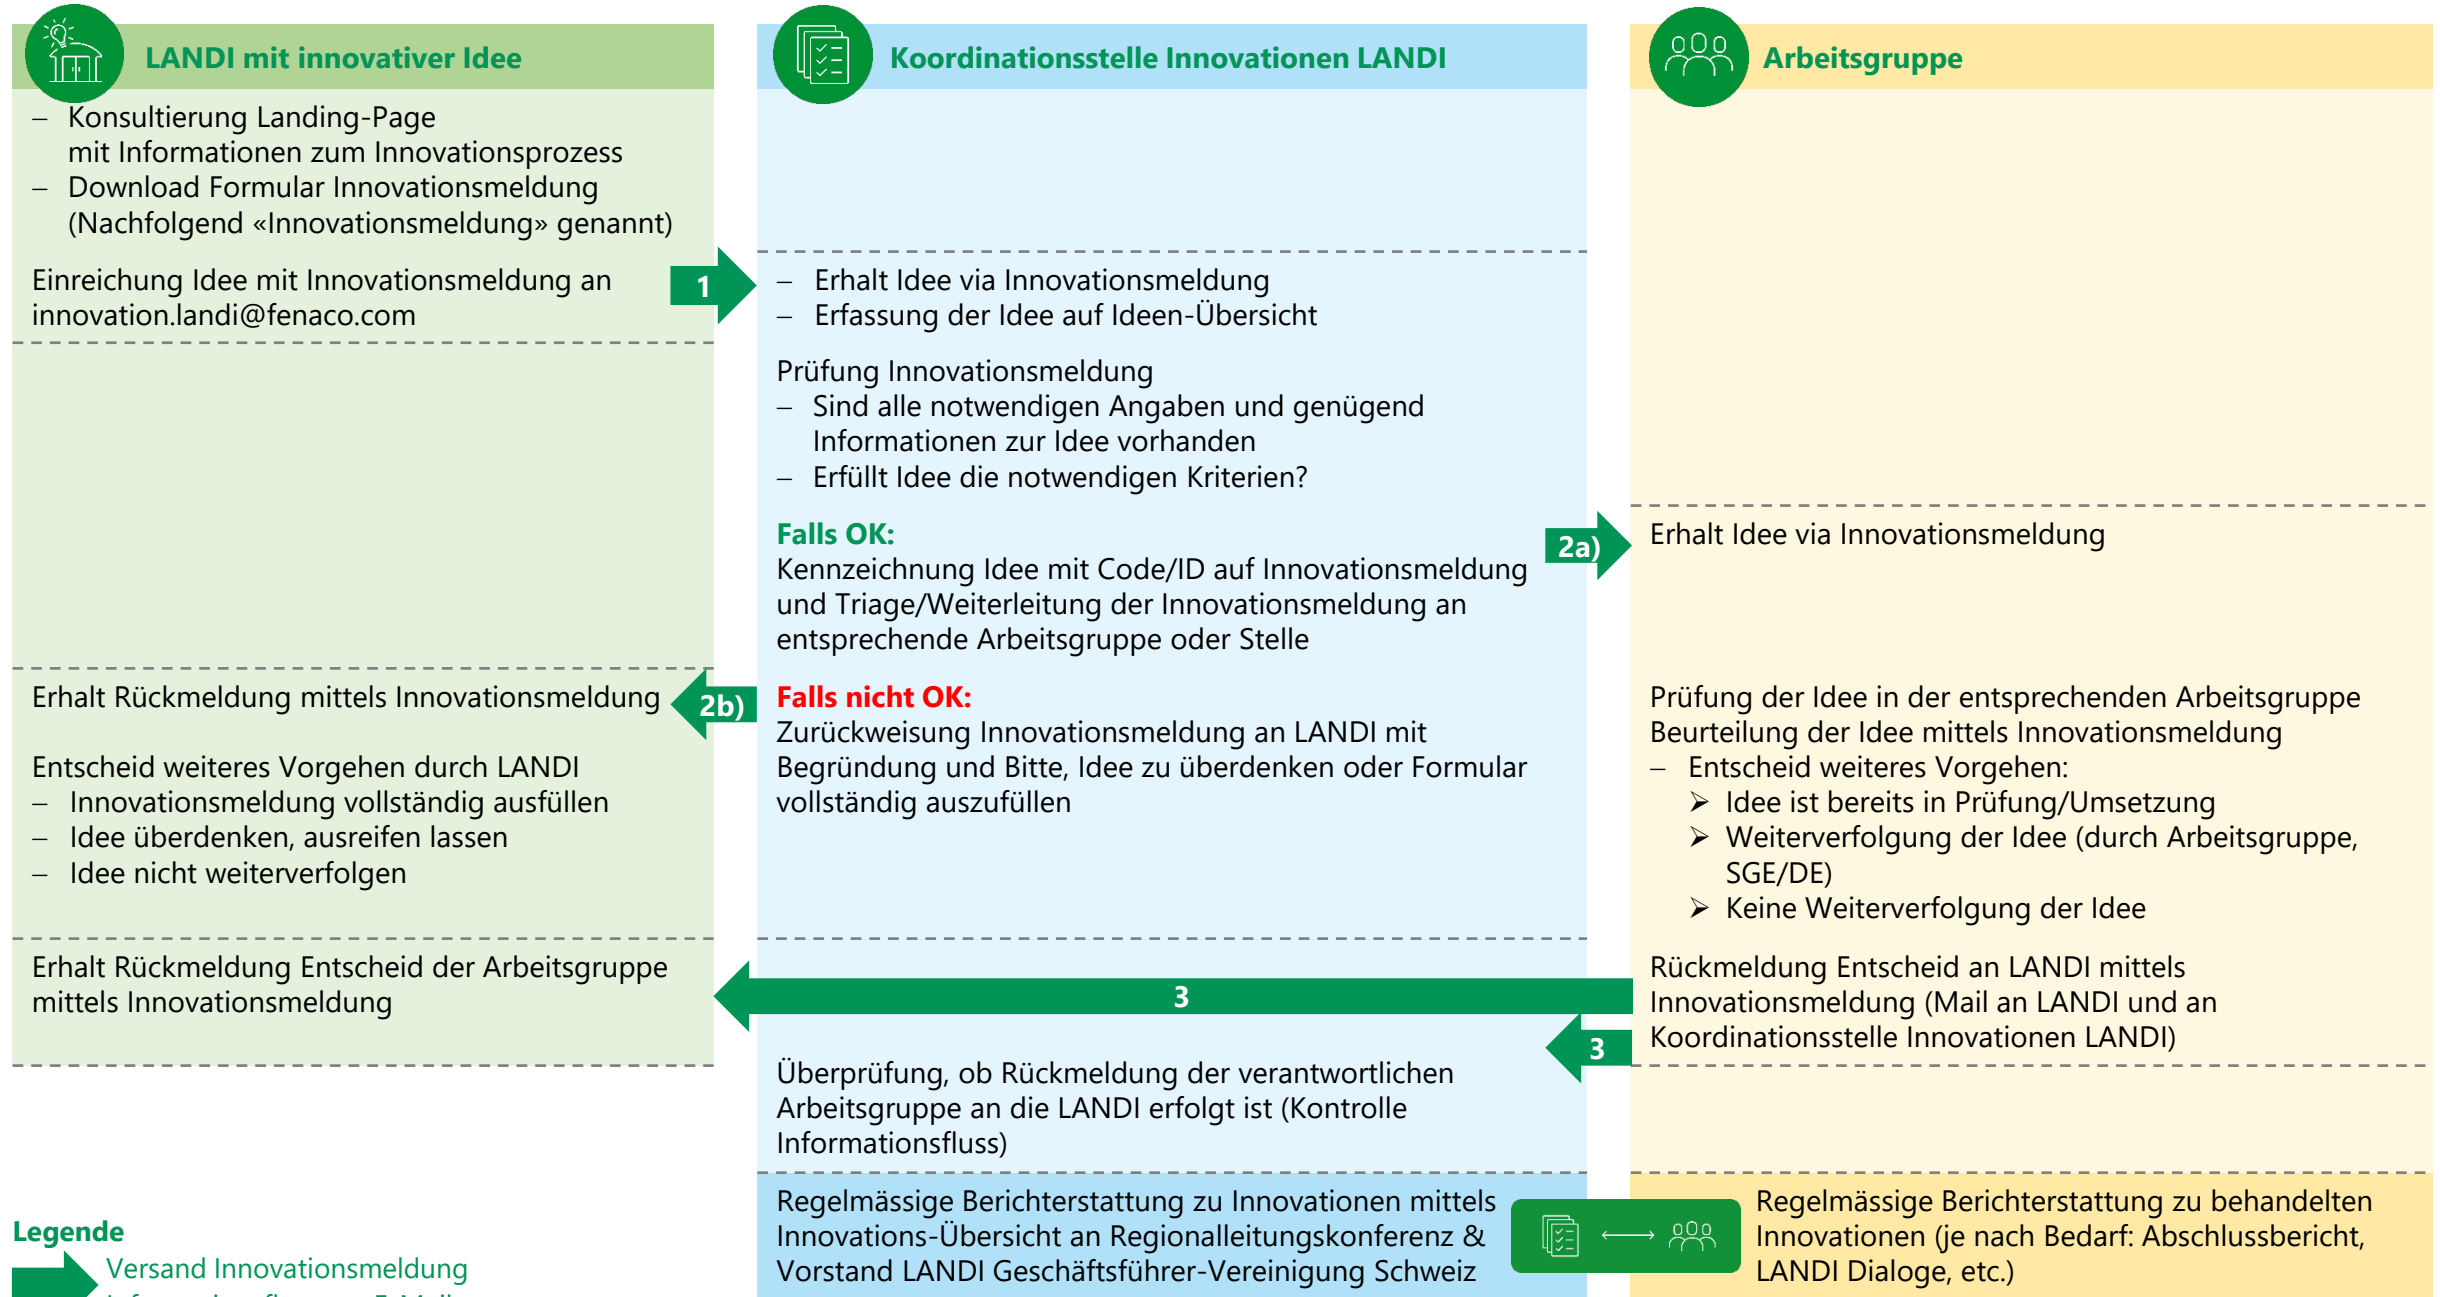 LANDI mit innovativer Idee
– Konsultierung Landing-Page
mit Informationen zum Innovationsprozess
– Download Formular Innovationsmeldung
(Nachfolgend «Innovationsmeldung» genannt)
Einreichung Idee mit Innovationsmeldung an
innovation.landi@fenaco.com
1
Erhalt Rückmeldung mittels Innovationsmeldung
2b)
Entscheid weiteres Vorgehen durch LANDI
– Innovationsmeldung vollständig ausfüllen
– Idee überdenken, ausreifen lassen
– Idee nicht weiterverfolgen
Erhalt Rückmeldung Entscheid der Arbeitsgruppe
mittels Innovationsmeldung
Koordinationsstelle Innovationen LANDI
– Erhalt Idee via Innovationsmeldung
– Erfassung der Idee auf Ideen-Übersicht
Prüfung Innovationsmeldung
– Sind alle notwendigen Angaben und genügend
Informationen zur Idee vorhanden
– Erfüllt Idee die notwendigen Kriterien?
Falls OK:
Kennzeichnung Idee mit Code/ID auf Innovationsmeldung
und Triage/Weiterleitung der Innovationsmeldung an
entsprechende Arbeitsgruppe oder Stelle
2a)
Falls nicht OK:
Zurückweisung Innovationsmeldung an LANDI mit
Begründung und Bitte, Idee zu überdenken oder Formular
vollständig auszufüllen
3
3
Überprüfung, ob Rückmeldung der verantwortlichen
Arbeitsgruppe an die LANDI erfolgt ist (Kontrolle
Informationsfluss)
Regelmässige Berichterstattung zu Innovationen mittels
Innovations-Übersicht an Regionalleitungskonferenz &
Vorstand LANDI Geschäftsführer-Vereinigung Schweiz
Arbeitsgruppe
Erhalt Idee via Innovationsmeldung
Prüfung der Idee in der entsprechenden Arbeitsgruppe
Beurteilung der Idee mittels Innovationsmeldung
– Entscheid weiteres Vorgehen:
➢ Idee ist bereits in Prüfung/Umsetzung
➢ Weiterverfolgung der Idee (durch Arbeitsgruppe,
SGE/DE)
➢ Keine Weiterverfolgung der Idee
Rückmeldung Entscheid an LANDI mittels
Innovationsmeldung (Mail an LANDI und an
Koordinationsstelle Innovationen LANDI)
Regelmässige Berichterstattung zu behandelten
Innovationen (je nach Bedarf: Abschlussbericht,
LANDI Dialoge, etc.)
Legende
Versand Innovationsmeldung